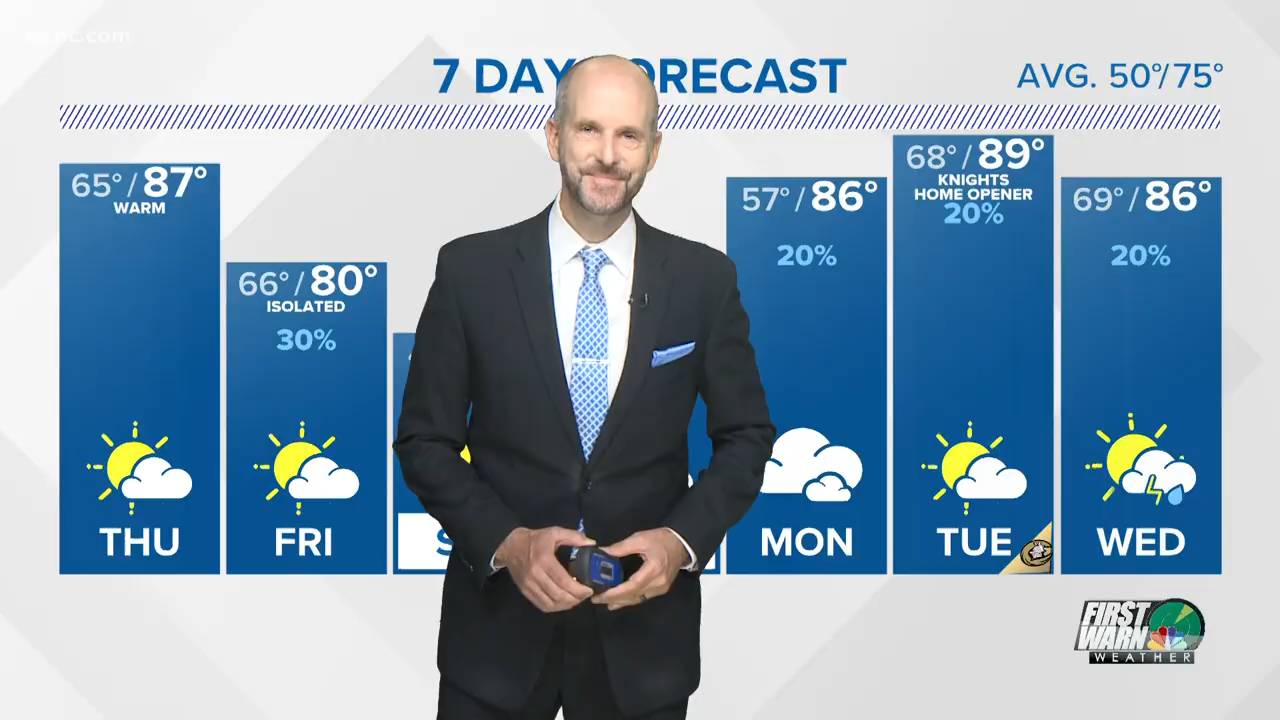 7 DAY FORECAST
AVG. 50°/75°
65°/87°
WARM
THU
66°/80°
ISOLATED
30%
FRI
S
57°/86°
20%
MON
68°/89°
KNIGHTS
HOME OPENER
20%
TUE
69°/86°
20%
WED
FIRST
WARN
WEATHER